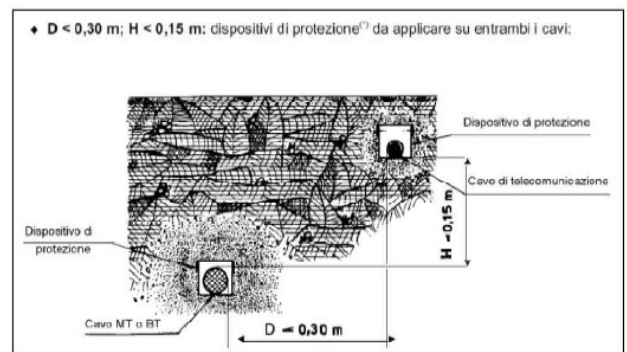 ♦ D < 0,30 m; H < 0,15 m: dispositivi di protezione(*) da applicare su entrambi i cavi:
Dispositivo di protezione
Cavo di telecomunicazione
H < 0,15 m
Dispositivo di
protezione
Cavo MT o BT
D < 0,30 m